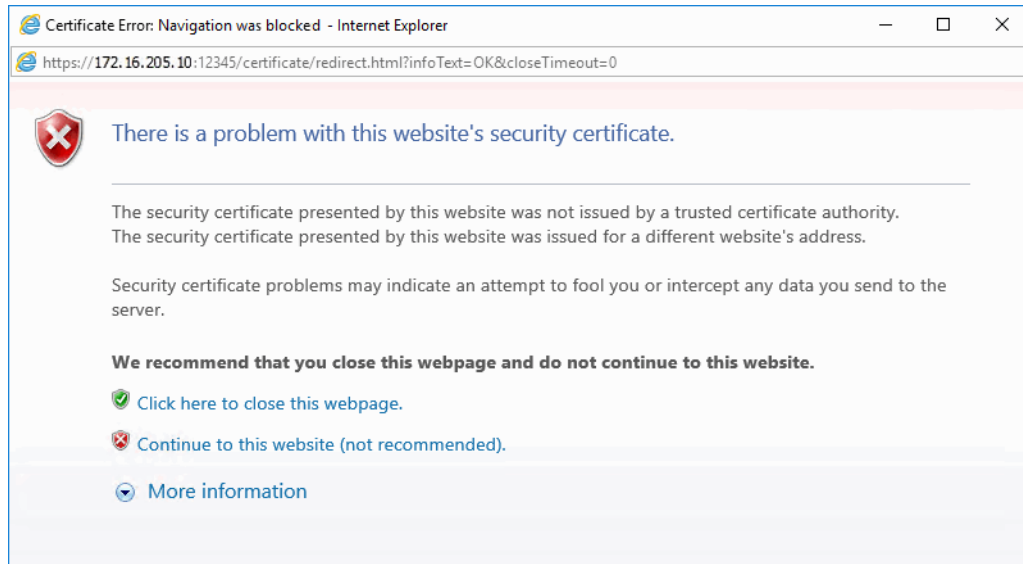 Certificate Error: Navigation was blocked - Internet Explorer
https://172.16.205.10:12345/certificate/redirect.html?infoText=OK&closeTimeout=0
There is a problem with this website's security certificate.
The security certificate presented by this website was not issued by a trusted certificate authority.
The security certificate presented by this website was issued for a different website's address.
Security certificate problems may indicate an attempt to fool you or intercept any data you send to the
server.
We recommend that you close this webpage and do not continue to this website.
Click here to close this webpage.
Continue to this website (not recommended).
More information